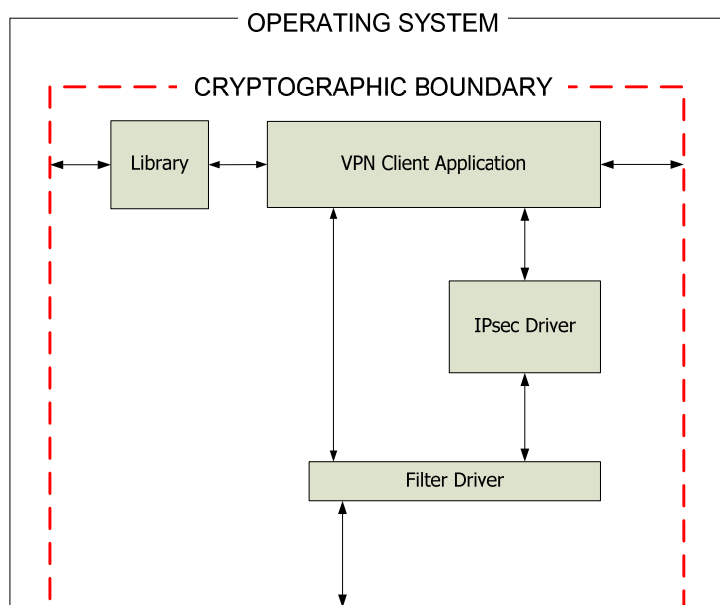 OPERATING SYSTEM
CRYPTOGRAPHIC BOUNDARY
Library
VPN Client Application
IPsec Driver
Filter Driver